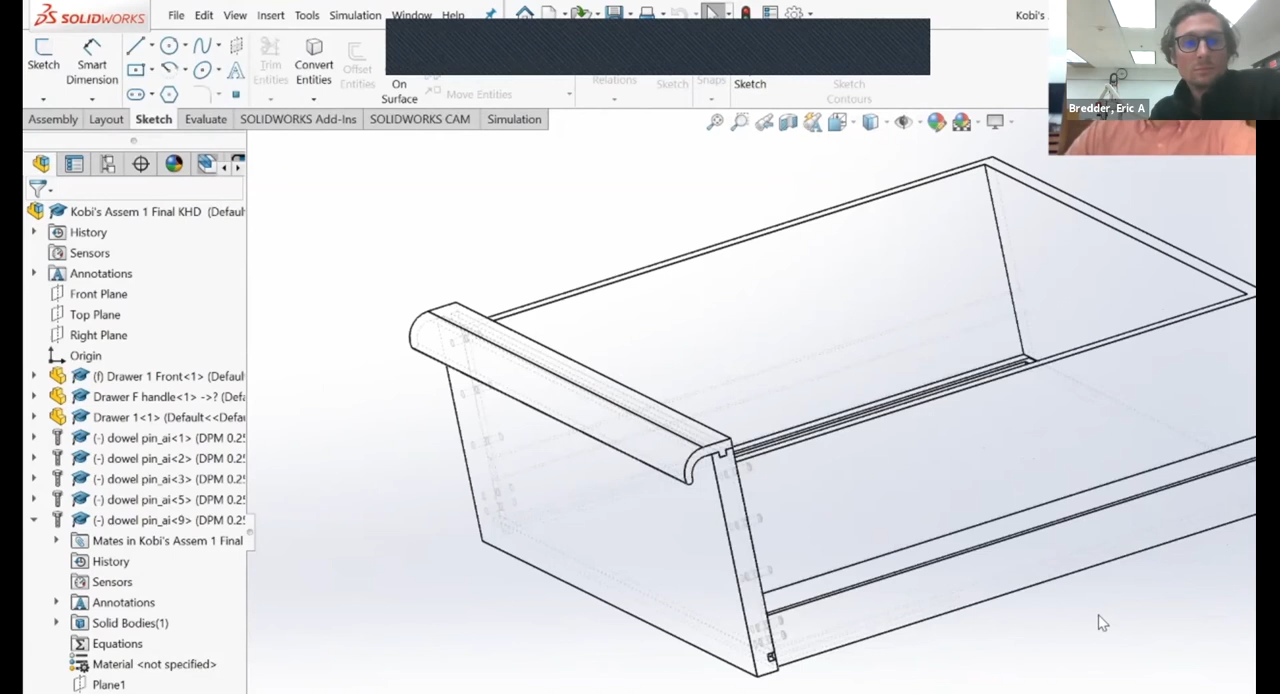 SOLIDWORKS File Edit View Insert Tools Simulation Window Help Kobi's
Sketch Smart Dimension Trim Entities Convert Entities Offset Entities On Surface Move Entities Relations Sketch Snaps Sketch Sketch Contours
Bredder, Eric A
Assembly Layout Sketch Evaluate SOLIDWORKS Add-Ins SOLIDWORKS CAM Simulation
Kobi's Assem 1 Final KHD (Defaul
History
Sensors
Annotations
Front Plane
Top Plane
Right Plane
Origin
(f) Drawer 1 Front<1> (Defaul
Drawer F handle<1> ->? (Defa
Drawer 1<1> (Default<<Defa
(-) dowel pin_ai<1> (DPM 0.25
(-) dowel pin_ai<2> (DPM 0.25
(-) dowel pin_ai<3> (DPM 0.25
(-) dowel pin_ai<5> (DPM 0.25
(-) dowel pin_ai<9> (DPM 0.25
Mates in Kobi's Assem 1 Final
History
Sensors
Annotations
Solid Bodies(1)
Equations
Material <not specified>
Plane1